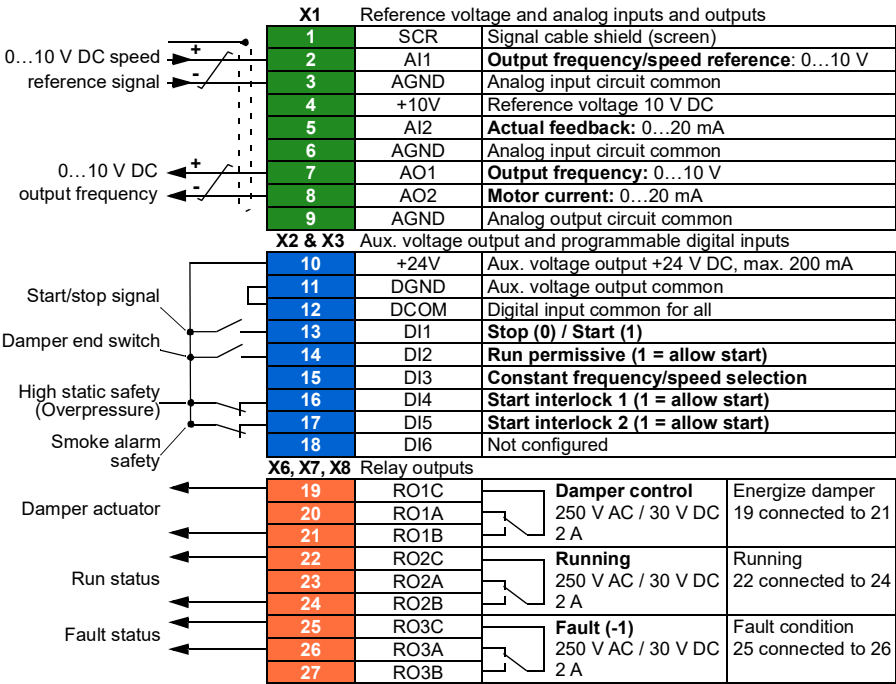 X1 Reference voltage and analog inputs and outputs
1 SCR Signal cable shield (screen)
0…10 V DC speed + 2 AI1 Output frequency/speed reference: 0…10 V
reference signal - 3 AGND Analog input circuit common
4 +10V Reference voltage 10 V DC
5 AI2 Actual feedback: 0…20 mA
6 AGND Analog input circuit common
0…10 V DC + 7 AO1 Output frequency: 0…10 V
output frequency - 8 AO2 Motor current: 0…20 mA
9 AGND Analog output circuit common
X2 & X3 Aux. voltage output and programmable digital inputs
10 +24V Aux. voltage output +24 V DC, max. 200 mA
Start/stop signal 11 DGND Aux. voltage output common
12 DCOM Digital input common for all
Damper end switch 13 DI1 Stop (0) / Start (1)
14 DI2 Run permissive (1 = allow start)
15 DI3 Constant frequency/speed selection
High static safety 16 DI4 Start interlock 1 (1 = allow start)
(Overpressure) 17 DI5 Start interlock 2 (1 = allow start)
Smoke alarm 18 DI6 Not configured
safety
X6, X7, X8 Relay outputs
19 RO1C Damper control Energize damper
Damper actuator 20 RO1A 250 V AC / 30 V DC 19 connected to 21
21 RO1B 2 A
22 RO2C Running Running
Run status 23 RO2A 250 V AC / 30 V DC 22 connected to 24
24 RO2B 2 A
Fault status 25 RO3C Fault (-1) Fault condition
26 RO3A 250 V AC / 30 V DC 25 connected to 26
27 RO3B 2 A